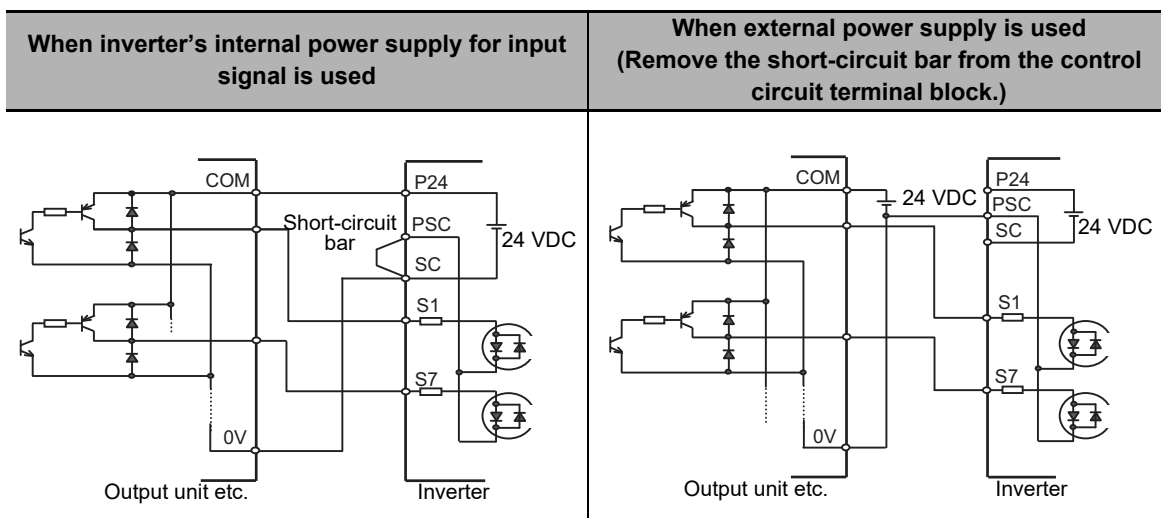 When inverter’s internal power supply for input
signal is used
When external power supply is used
(Remove the short-circuit bar from the control
circuit terminal block.)
COM
P24
Short-circuit
bar
PSC
24 VDC
SC
S1
S7
0V
Output unit etc.
Inverter
COM
24 VDC
P24
PSC
24 VDC
SC
S1
S7
0V
Output unit etc.
Inverter